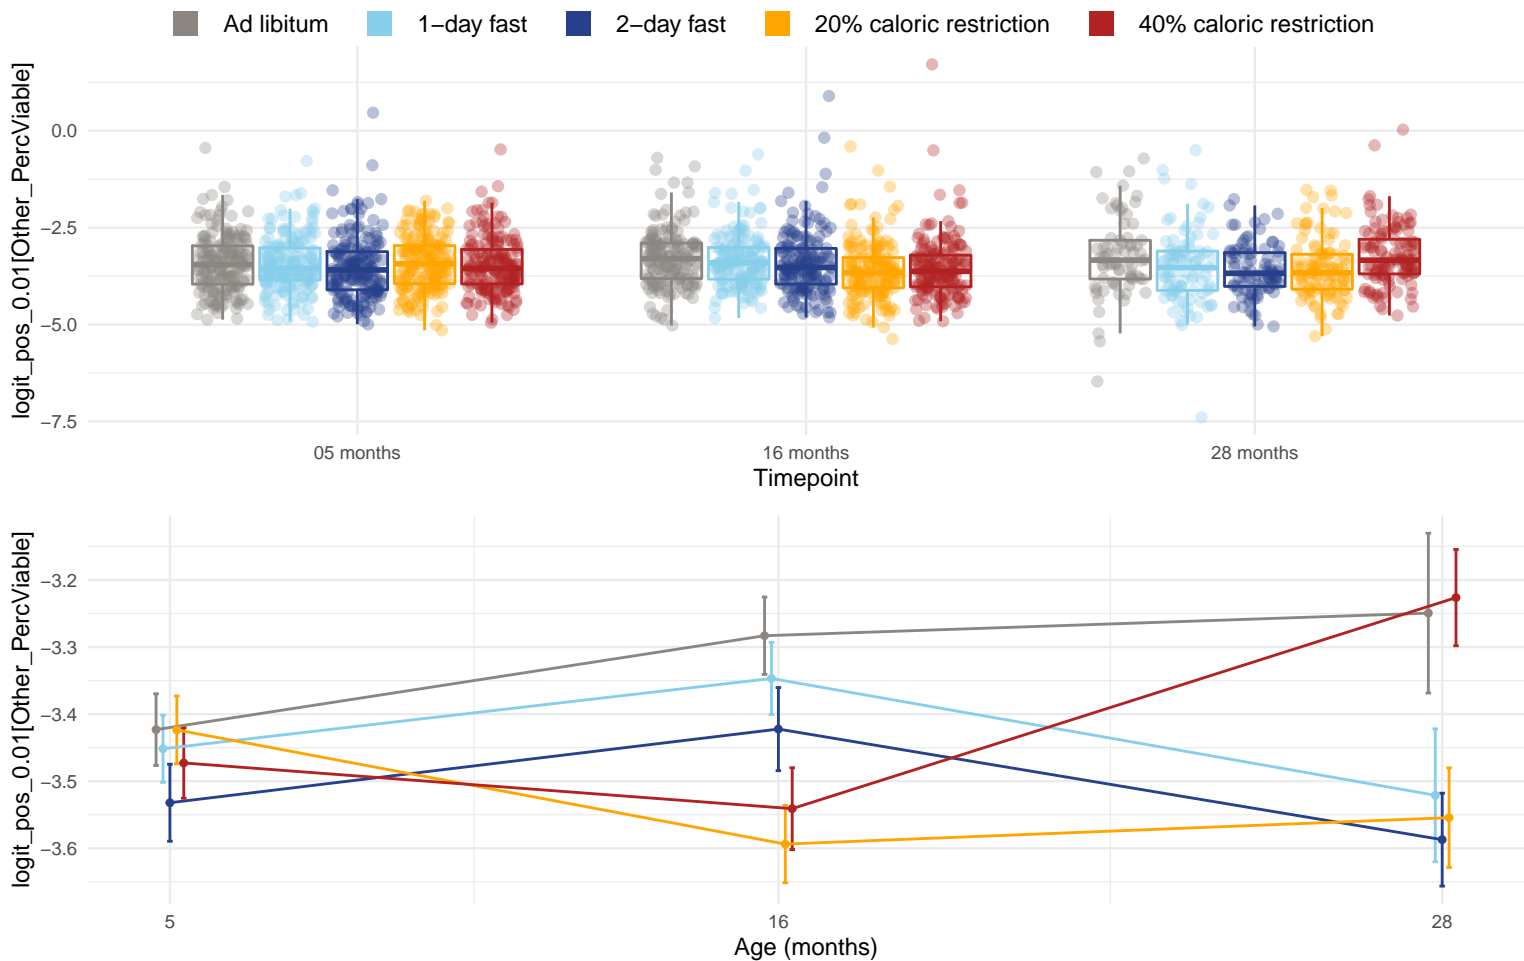 Ad libitum 1−day fast 2−day fast 20% caloric restriction 40% caloric restriction
logit_pos_0.01[Other_PercViable]
0.0
−2.5
−5.0
−7.5
05 months 16 months 28 months
Timepoint
logit_pos_0.01[Other_PercViable]
−3.2
−3.3
−3.4
−3.5
−3.6
5 16 28
Age (months)